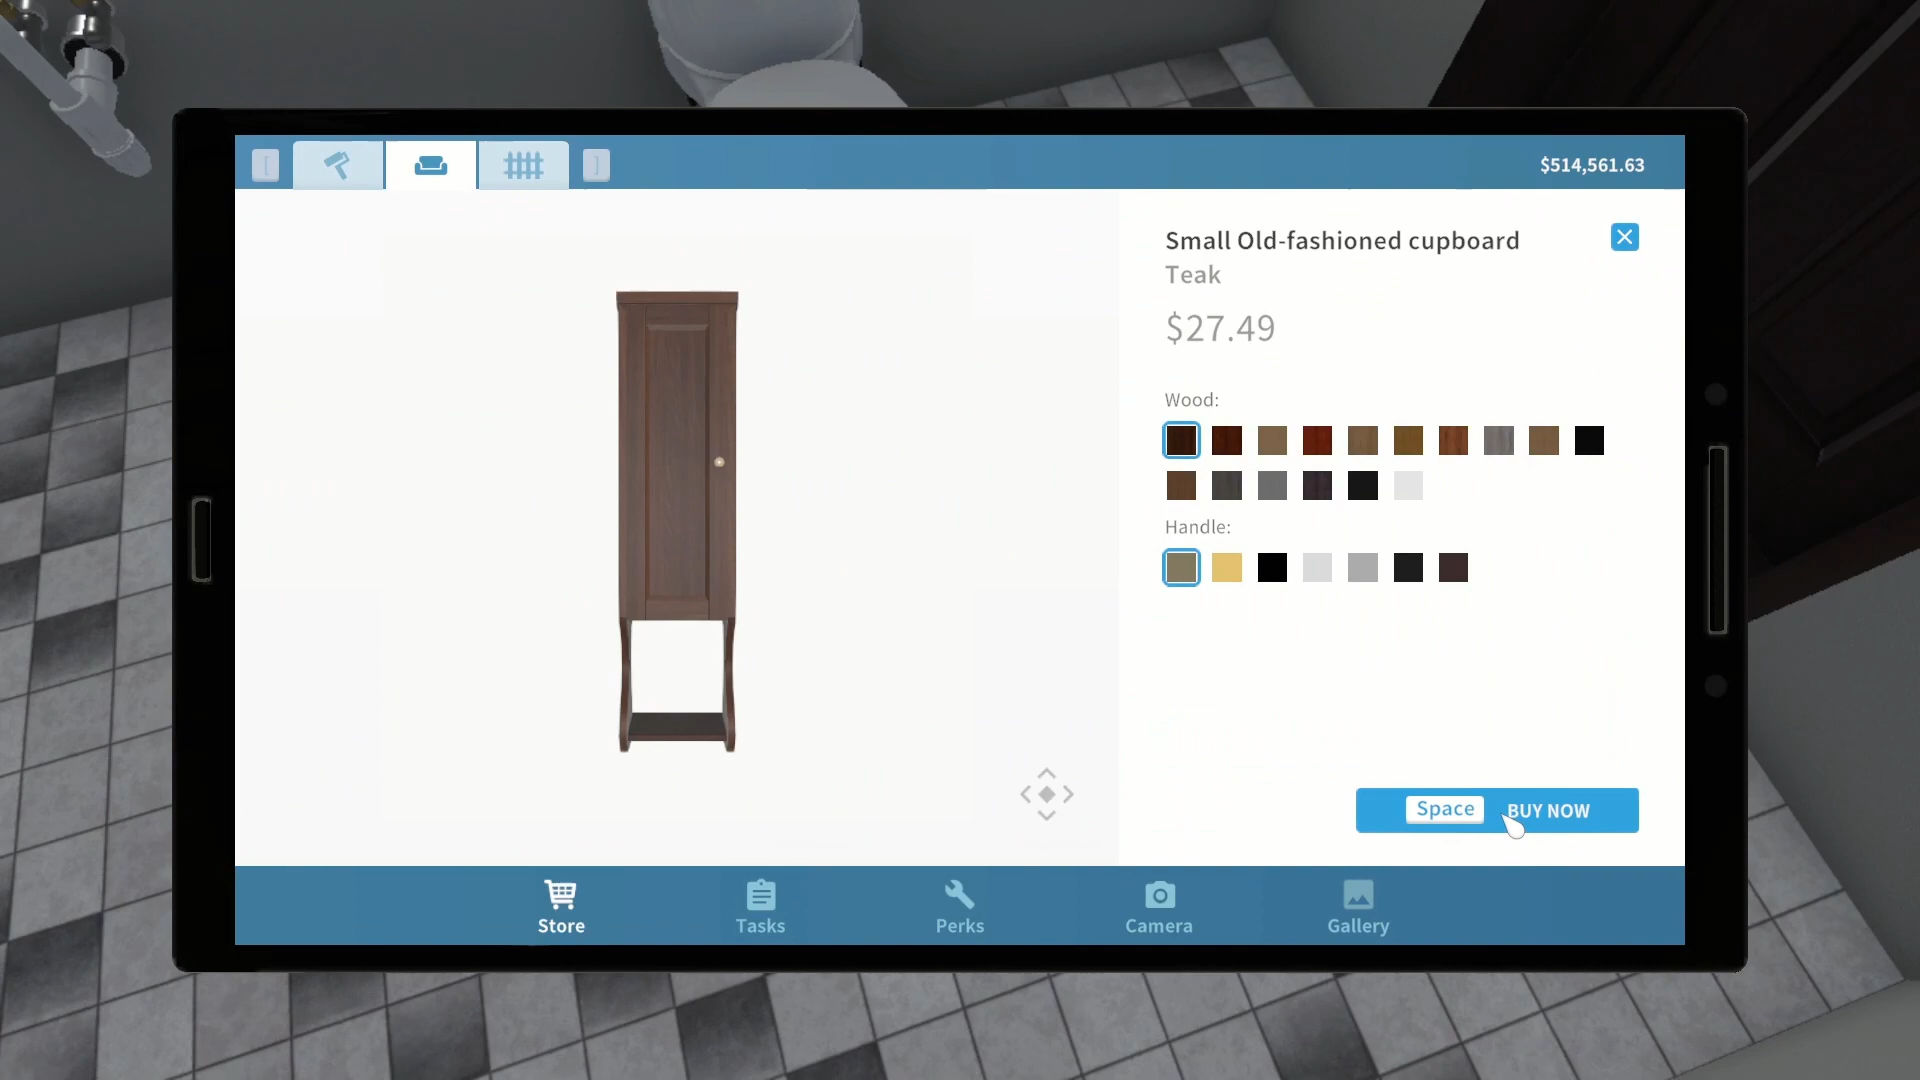 [
]
$514,561.63
Small Old-fashioned cupboard
Teak
$27.49
Wood:
Handle:
Space BUY NOW
Store
Tasks
Perks
Camera
Gallery